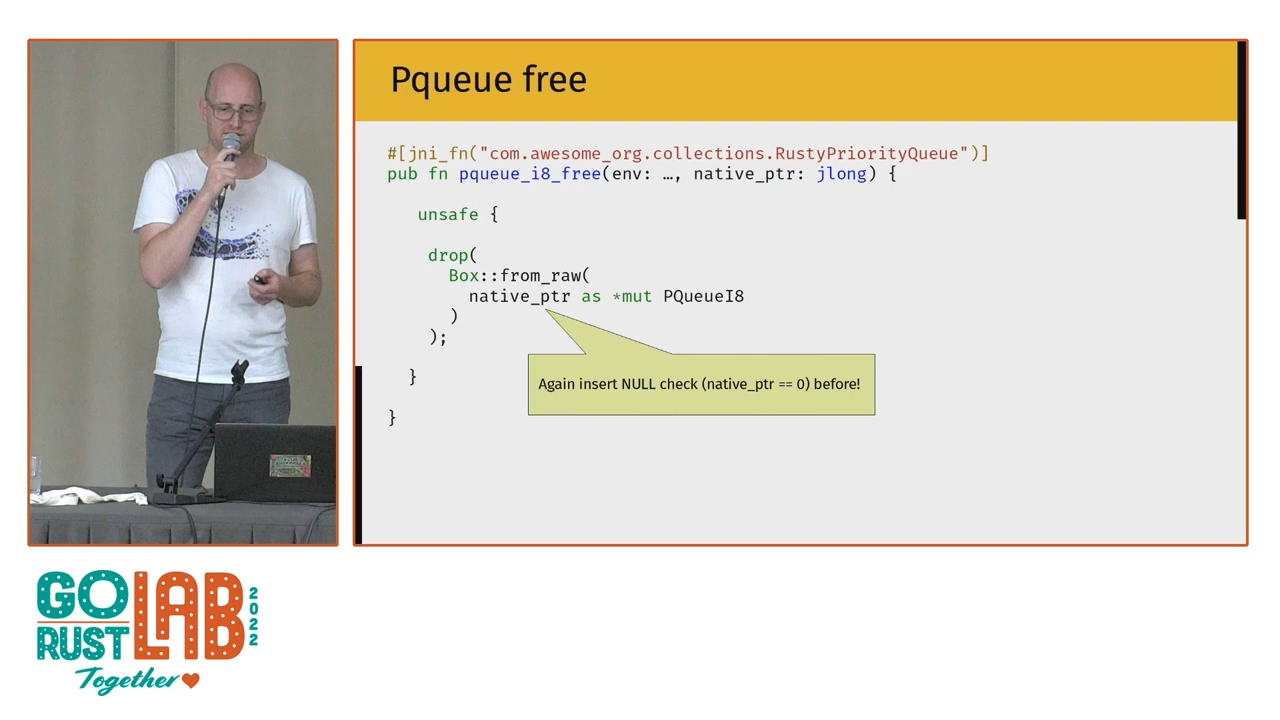 Pqueue free
#[jni_fn("com.awesome_org.collections.RustyPriorityQueue")]
pub fn pqueue_i8_free(env: …, native_ptr: jlong) {
unsafe {
drop(
Box::from_raw(
native_ptr as *mut PQueueI8
)
);
}
}
Again insert NULL check (native_ptr == 0) before!
GO LAB 2022
RUST
Together